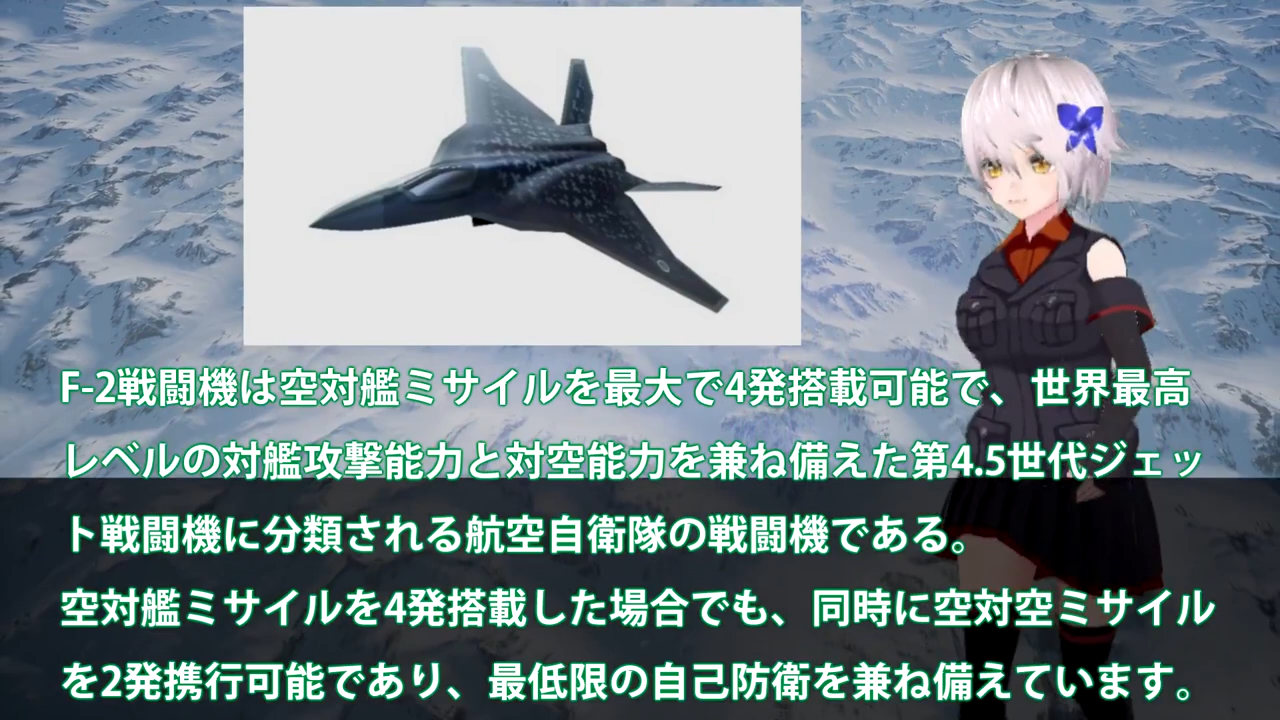 F-2戦闘機は空対艦ミサイルを最大で4発搭載可能で、世界最高
レベルの対艦攻撃能力と対空能力を兼ね備えた第4.5世代ジェッ
ト戦闘機に分類される航空自衛隊の戦闘機である。
空対艦ミサイルを4発搭載した場合でも、同時に空対空ミサイル
を2発携行可能であり、最低限の自己防衛を兼ね備えています。